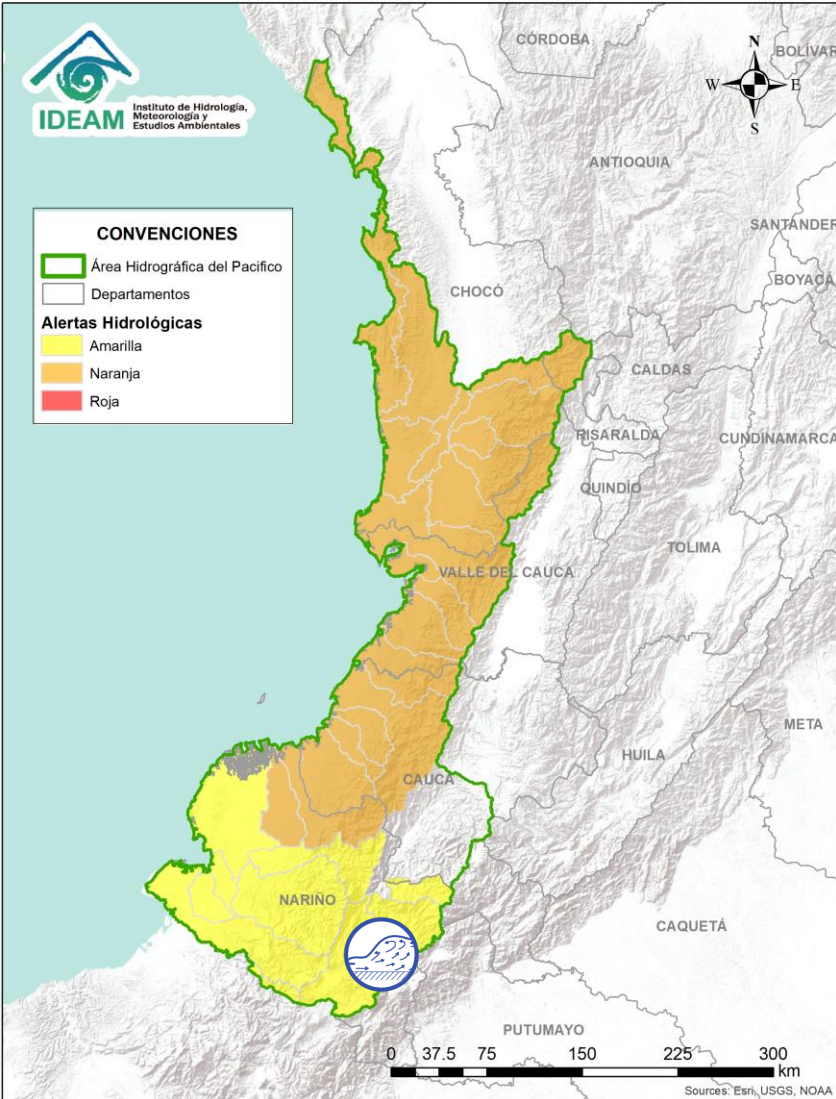 IDEAM
Instituto de Hidrología,
Meteorología y
Estudios Ambientales
N
W
E
S
CÓRDOBA
BOLÍVAR
ANTIOQUIA
SANTANDER
BOYACÁ
CHOCÓ
CONVENCIONES
Área Hidrográfica del Pacifico
Departamentos
Alertas Hidrológicas
Amarilla
Naranja
Roja
CALDAS
RISARALDA
CUNDINAMARCA
QUINDÍO
TOLIMA
VALLE DEL CAUCA
META
HUILA
CAUCA
NARIÑO
CAQUETÁ
PUTUMAYO
0 37.5 75 150 225 300
km
Sources: Esri, USGS, NOAA